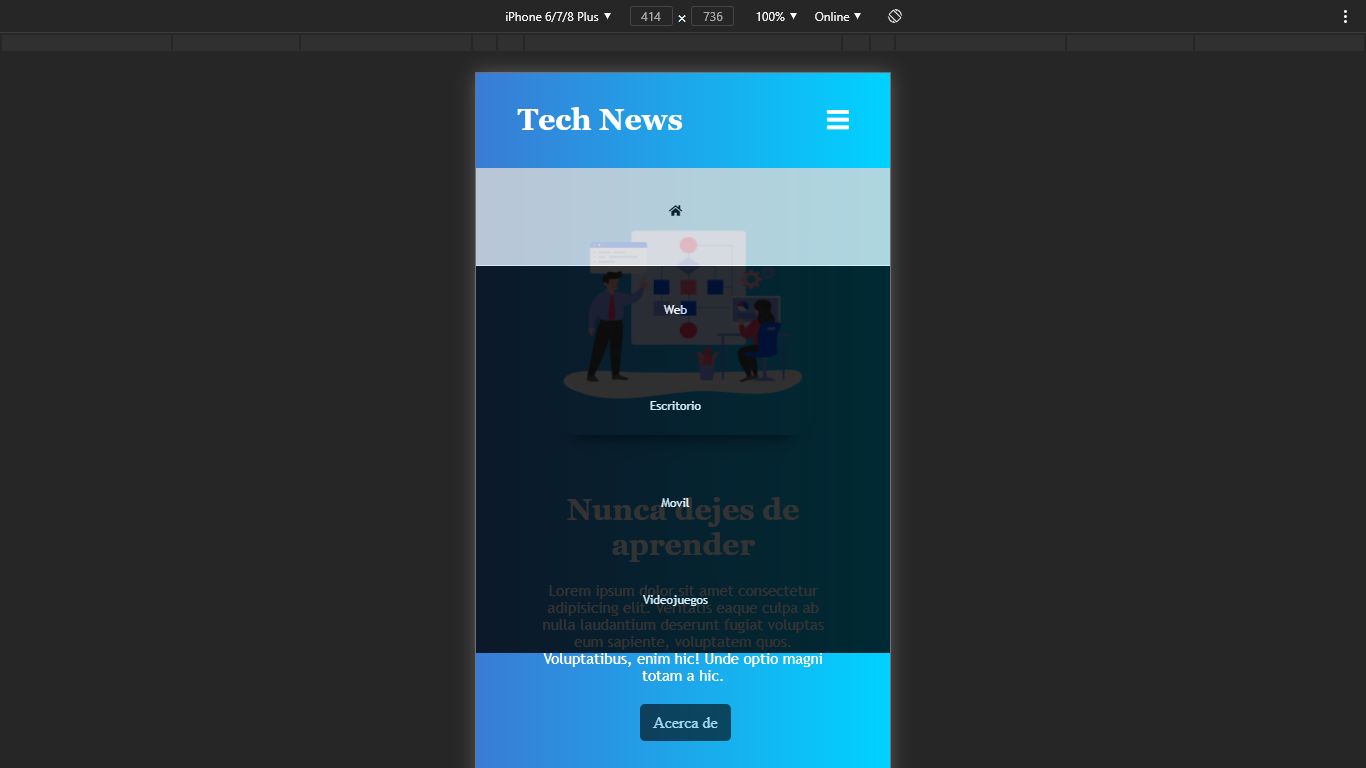 iPhone 6/7/8 Plus ▼ 414 × 736 100% ▼ Online ▼
Tech News
Web
Escritorio
Movil
Nunca dejes de
aprender
Lorem ipsum dolor sit amet consectetur
adipisicing elit. Veritatis eaque culpa ab
Videojuegos
nulla laudantium deserunt fugiat voluptas
eum sapiente, voluptatem quos.
Voluptatibus, enim hic! Unde optio magni
totam a hic.
Acerca de